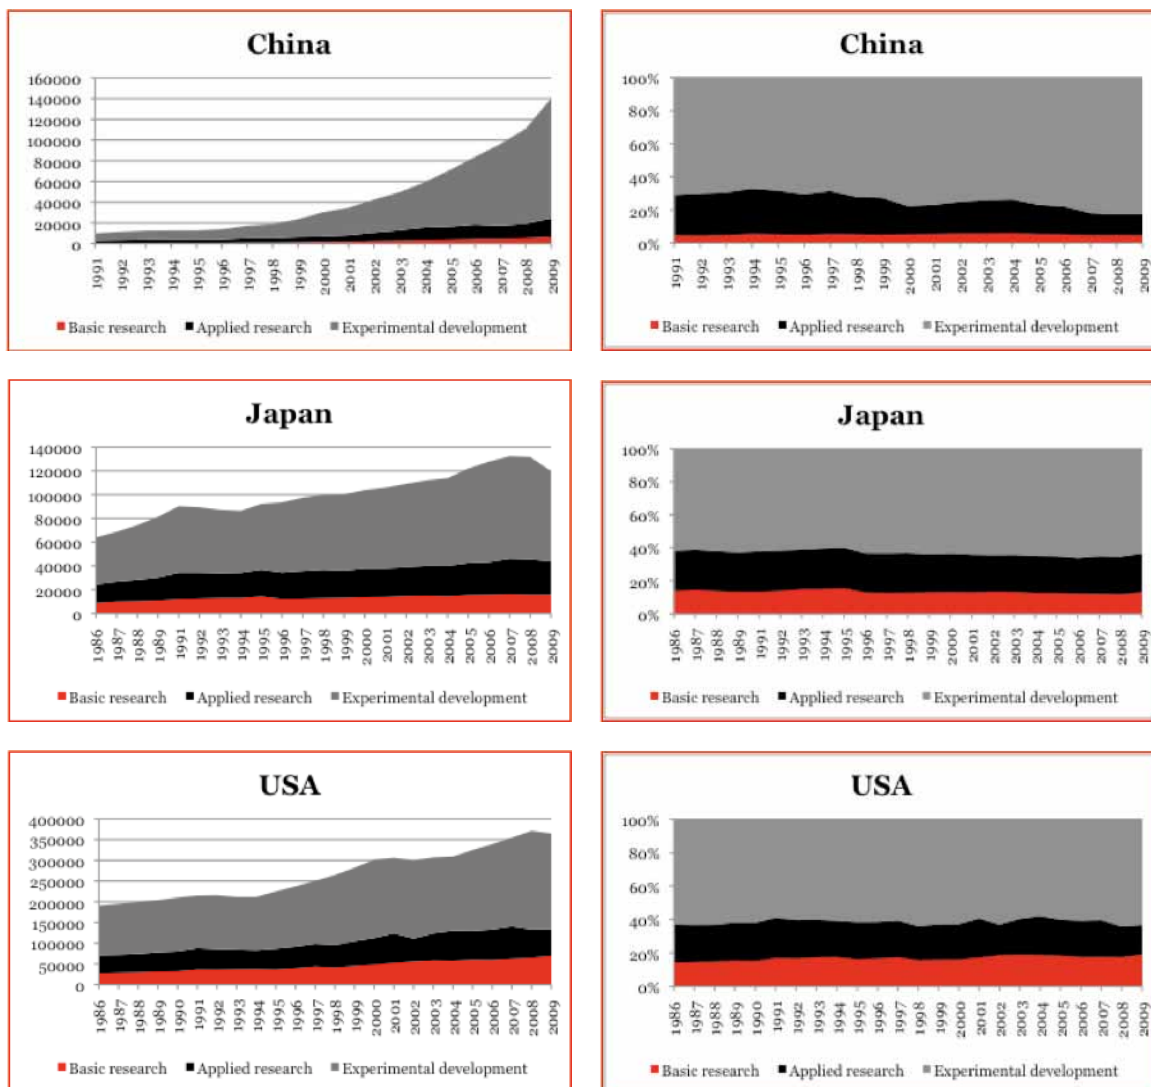 China
160000
140000
120000
100000
80000
60000
40000
20000
0
1991 1992 1993 1994 1995 1996 1997 1998 1999 2000 2001 2002 2003 2004 2005 2006 2007 2008 2009
Basic research Applied research Experimental development
China
100%
80%
60%
40%
20%
0%
1991 1992 1993 1994 1995 1996 1997 1998 1999 2000 2001 2002 2003 2004 2005 2006 2007 2008 2009
Basic research Applied research Experimental development
Japan
140000
120000
100000
80000
60000
40000
20000
0
1986 1987 1988 1989 1991 1992 1993 1994 1995 1996 1997 1998 1999 2000 2001 2002 2003 2004 2005 2006 2007 2008 2009
Basic research Applied research Experimental development
Japan
100%
80%
60%
40%
20%
0%
1986 1987 1988 1989 1991 1992 1993 1994 1995 1996 1997 1998 1999 2000 2001 2002 2003 2004 2005 2006 2007 2008 2009
Basic research Applied research Experimental development
USA
400000
350000
300000
250000
200000
150000
100000
50000
0
1986 1987 1988 1989 1990 1991 1992 1993 1994 1995 1996 1997 1998 1999 2000 2001 2002 2003 2004 2005 2006 2007 2008 2009
Basic research Applied research Experimental development
USA
100%
80%
60%
40%
20%
0%
1986 1987 1988 1989 1990 1991 1992 1993 1994 1995 1996 1997 1998 1999 2000 2001 2002 2003 2004 2005 2006 2007 2008 2009
Basic research Applied research Experimental development